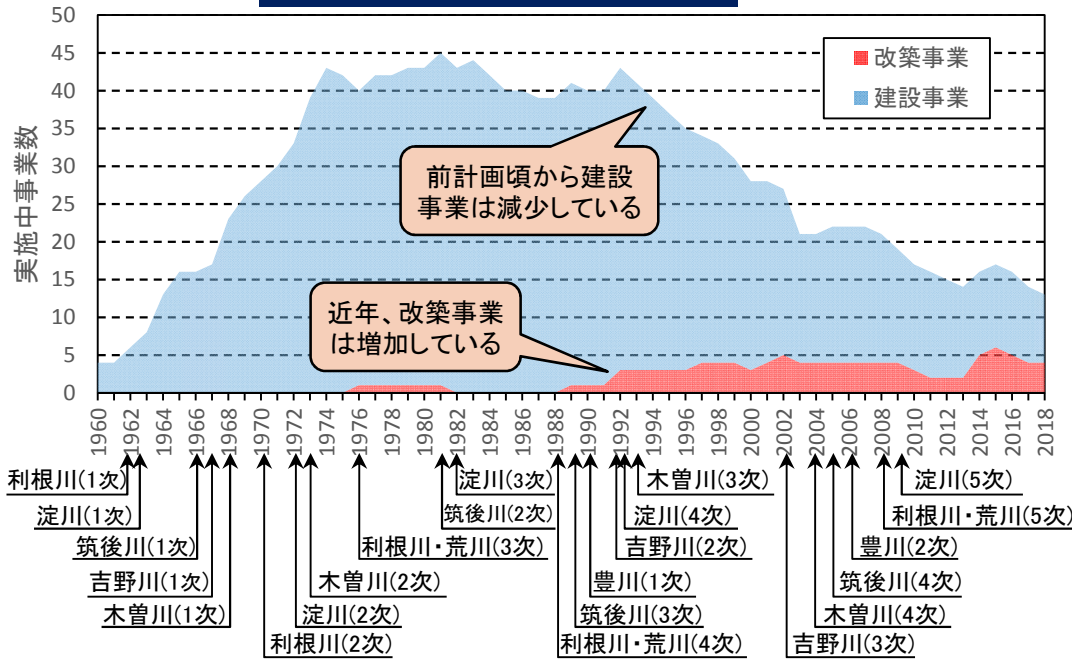 50
45
40
35
30
25
20
15
10
5
0
実施中事業数
改築事業
建設事業
前計画頃から建設
事業は減少している
近年、改築事業
は増加している
1960
1962
1964
1966
1968
1970
1972
1974
1976
1978
1980
1982
1984
1986
1988
1990
1992
1994
1996
1998
2000
2002
2004
2006
2008
2010
2012
2014
2016
2018
利根川(1次)
淀川(3次)
木曽川(3次)
淀川(5次)
淀川(1次)
筑後川(2次)
淀川(4次)
利根川・荒川(5次)
筑後川(1次)
利根川・荒川(3次)
吉野川(2次)
豊川(2次)
吉野川(1次)
木曽川(2次)
豊川(1次)
筑後川(4次)
木曽川(1次)
淀川(2次)
筑後川(3次)
木曽川(4次)
利根川(2次)
利根川・荒川(4次)
吉野川(3次)